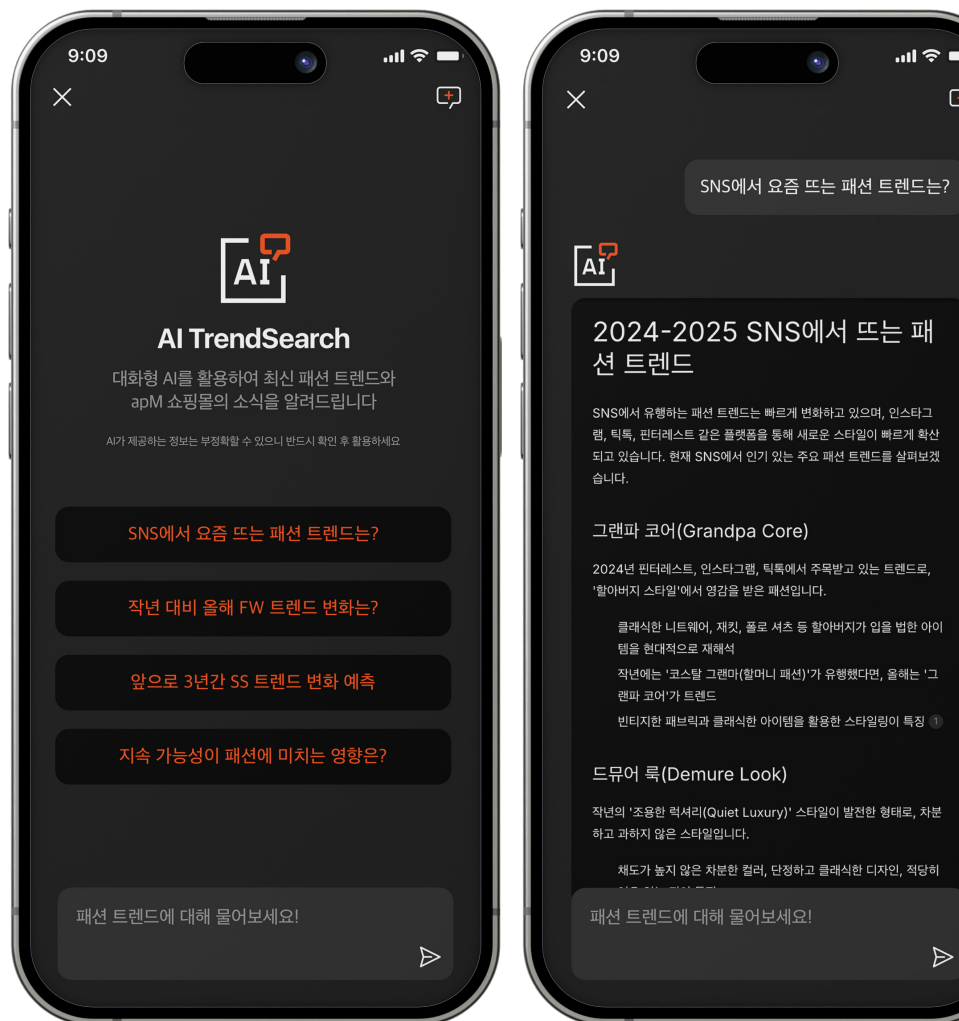 9:09
AI
AI TrendSearch
대화형 AI를 활용하여 최신 패션 트렌드와
apM 쇼핑몰의 소식을 알려드립니다
AI가 제공하는 정보는 부정확할 수 있으니 반드시 확인 후 활용하세요
SNS에서 요즘 뜨는 패션 트렌드는?
작년 대비 올해 FW 트렌드 변화는?
앞으로 3년간 SS 트렌드 변화 예측
지속 가능성이 패션에 미치는 영향은?
패션 트렌드에 대해 물어보세요!
9:09
SNS에서 요즘 뜨는 패션 트렌드는?
AI
2024-2025 SNS에서 뜨는 패
션 트렌드
SNS에서 유행하는 패션 트렌드는 빠르게 변화하고 있으며, 인스타그
램, 틱톡, 핀터레스트 같은 플랫폼을 통해 새로운 스타일이 빠르게 확산
되고 있습니다. 현재 SNS에서 인기 있는 주요 패션 트렌드를 살펴보겠
습니다.
그랜파 코어(Grandpa Core)
2024년 핀터레스트, 인스타그램, 틱톡에서 주목받고 있는 트렌드로,
'할아버지 스타일'에서 영감을 받은 패션입니다.
클래식한 니트웨어, 재킷, 폴로 셔츠 등 할아버지가 입을 법한 아이
템을 현대적으로 재해석
작년에는 '코스탈 그랜마(할머니 패션)'가 유행했다면, 올해는 '그
랜파 코어'가 트렌드
빈티지한 패브릭과 클래식한 아이템을 활용한 스타일링이 특징 1
드뮤어 룩(Demure Look)
작년의 '조용한 럭셔리(Quiet Luxury)' 스타일이 발전한 형태로, 차분
하고 과하지 않은 스타일입니다.
채도가 높지 않은 차분한 컬러, 단정하고 클래식한 디자인, 적당히
패션 트렌드에 대해 물어보세요!